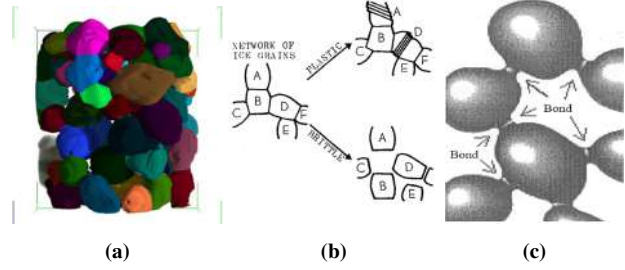 NETWORK OF
ICE GRAINS
A
B
C
D
E
F
PLASTIC
A
B
C
D
E
F
BRITTLE
A
B
C
D
E
Bond
Bond
(a)
(b)
(c)